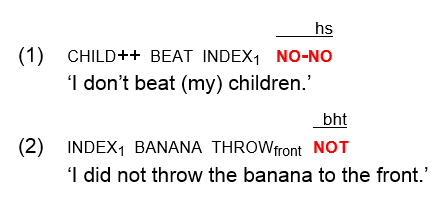 hs
(1) CHILD++ BEAT INDEX₁ NO-NO
‘I don’t beat (my) children.’
bht
(2) INDEX₁ BANANA THROWfront NOT
‘I did not throw the banana to the front.’